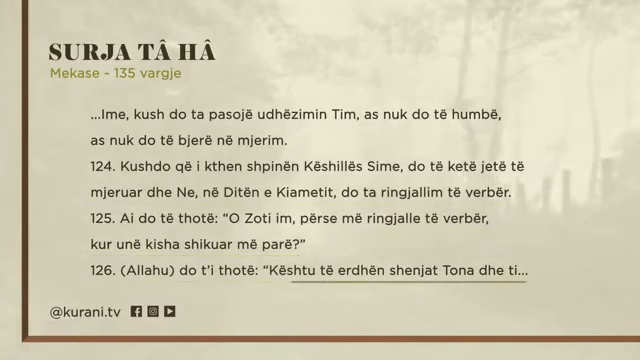 SURJA TÂ HÂ
Mekase - 135 vargje
...Ime, kush do ta pasojë udhëzimin Tim, as nuk do të humbë,
as nuk do të bjerë në mjerim.
124. Kushdo që i kthen shpinën Këshillës Sime, do të ketë jetë të
mjeruar dhe Ne, në Ditën e Kiametit, do ta ringjallim të verbër.
125. Ai do të thotë: “O Zoti im, përse më ringjalle të verbër,
kur unë kisha shikuar më parë?”
126. (Allahu) do t’i thotë: “Kështu të erdhën shenjat Tona dhe ti...
@kurani.tv